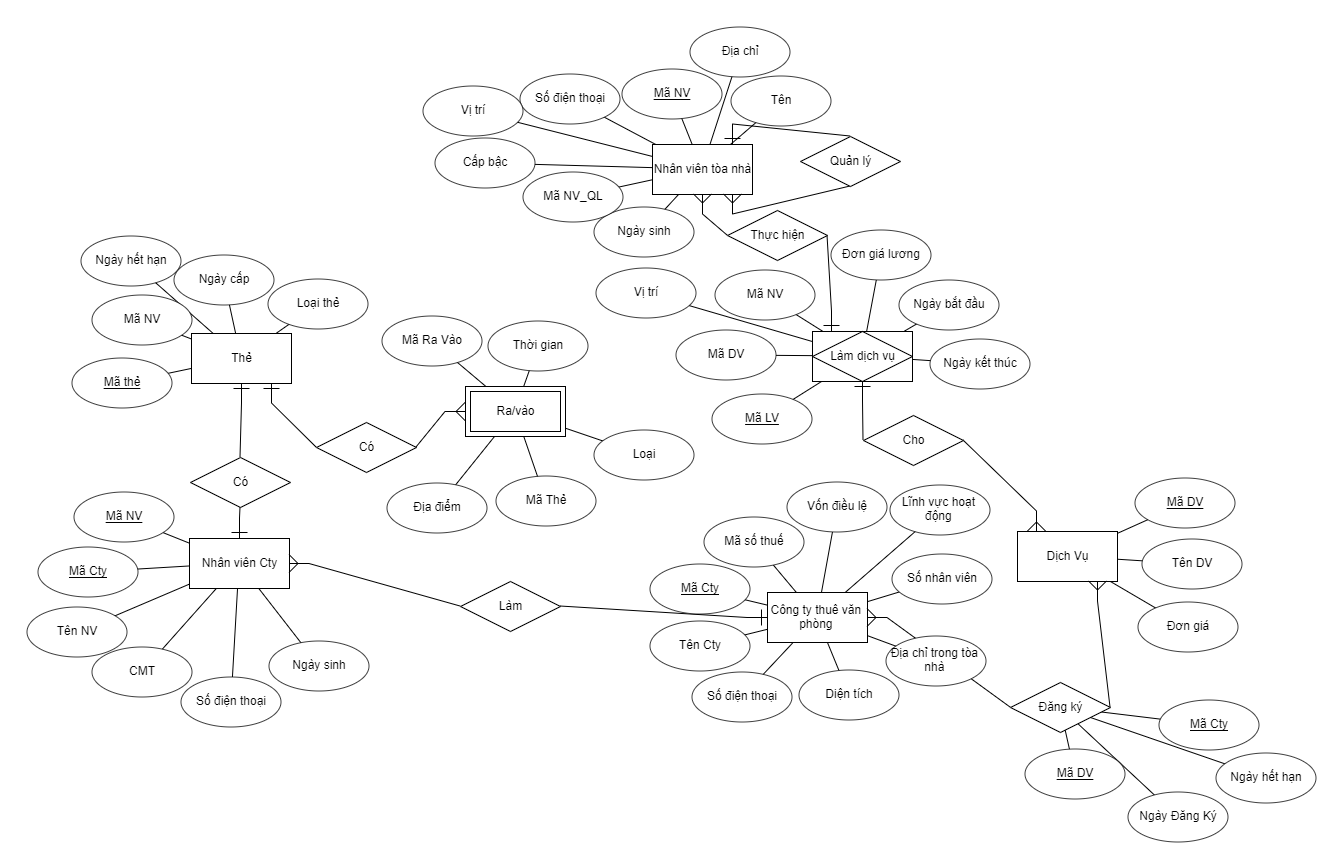 Địa chỉ
Số điện thoại
Mã NV
Tên
Vị trí
Cấp bậc
Nhân viên tòa nhà
Quản lý
Mã NV_QL
Ngày sinh
Thực hiện
Đơn giá lương
Ngày hết hạn
Ngày cấp
Loại thẻ
Vị trí
Mã NV
Ngày bắt đầu
Mã NV
Mã Ra Vào
Thời gian
Thẻ
Mã DV
Làm dịch vụ
Ngày kết thúc
Mã thẻ
Ra/vào
Mã LV
Có
Cho
Loại
Có
Địa điểm
Mã Thẻ
Mã NV
Vốn điều lệ
Lĩnh vực hoạt
động
Mã DV
Mã số thuế
Nhân viên Cty
Dịch Vụ
Tên DV
Mã Cty
Số nhân viên
Mã Cty
Làm
Công ty thuê văn
phòng
Đơn giá
Tên NV
Tên Cty
Địa chỉ trong tòa
nhà
CMT
Ngày sinh
Số điện thoại
Số điện thoại
Diện tích
Đăng ký
Mã Cty
Mã DV
Ngày hết hạn
Ngày Đăng Ký